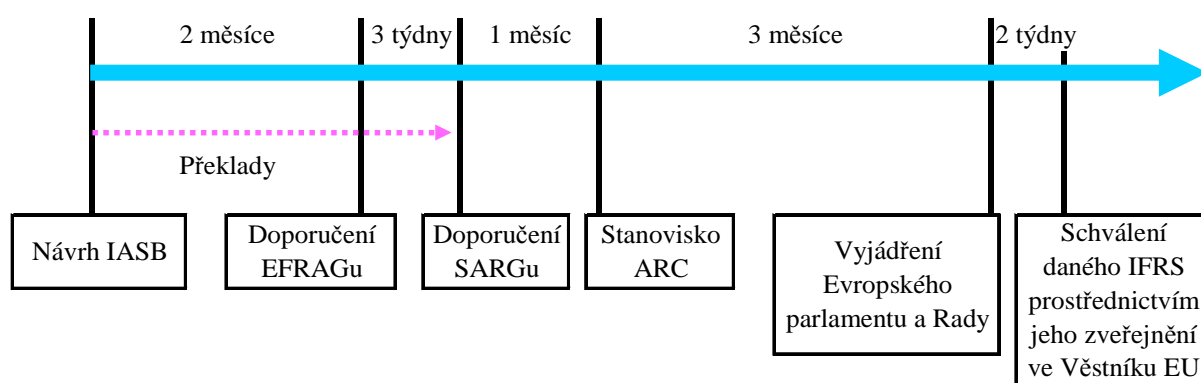 2 měsíce
3 týdny
1 měsíc
3 měsíce
2 týdny
Překlady
Návrh IASB
Doporučení
EFRAGu
Doporučení
SARGu
Stanovisko
ARC
Vyjádření
Evropského
parlamentu a Rady
Schválení
daného IFRS
prostřednictvím
jeho zveřejnění
ve Věstníku EU